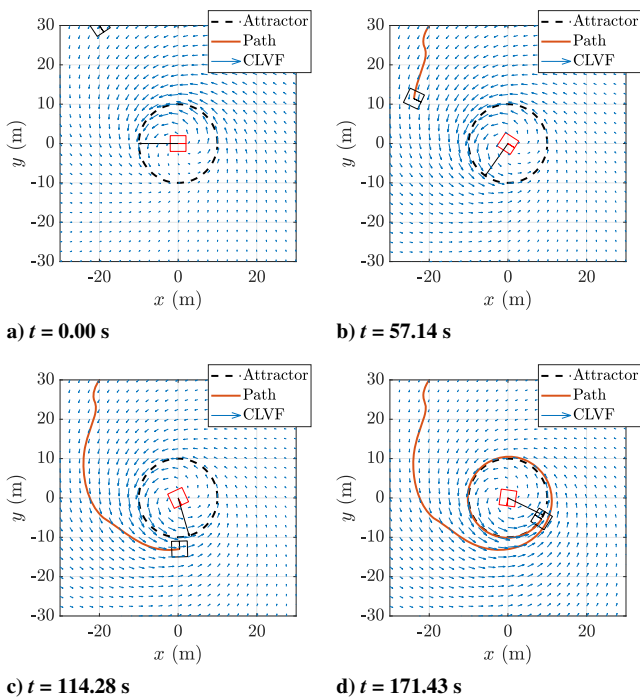 Attractor
Path
CLVF
30
20
10
0
-10
-20
-30
y (m)
-20 0 20
x (m)
a) t = 0.00 s
Attractor
Path
CLVF
30
20
10
0
-10
-20
-30
y (m)
-20 0 20
x (m)
b) t = 57.14 s
Attractor
Path
CLVF
30
20
10
0
-10
-20
-30
y (m)
-20 0 20
x (m)
c) t = 114.28 s
Attractor
Path
CLVF
30
20
10
0
-10
-20
-30
y (m)
-20 0 20
x (m)
d) t = 171.43 s